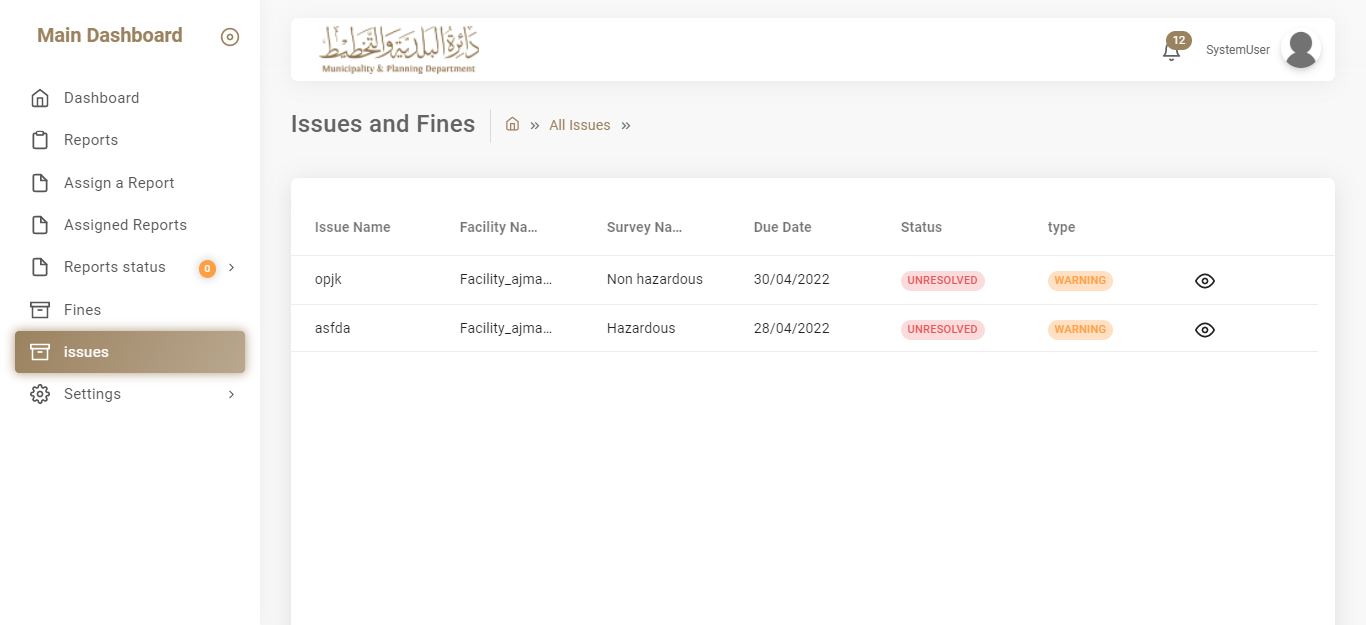 Main Dashboard
Dashboard
Reports
Assign a Report
Assigned Reports
Reports status 0
Fines
issues
Settings
دائرة البلدية والتخطيط
Municipality & Planning Department
12
SystemUser
Issues and Fines
» All Issues »
Issue Name Facility Na... Survey Na... Due Date Status type
opjk Facility_ajma... Non hazardous 30/04/2022 UNRESOLVED WARNING
asfda Facility_ajma... Hazardous 28/04/2022 UNRESOLVED WARNING